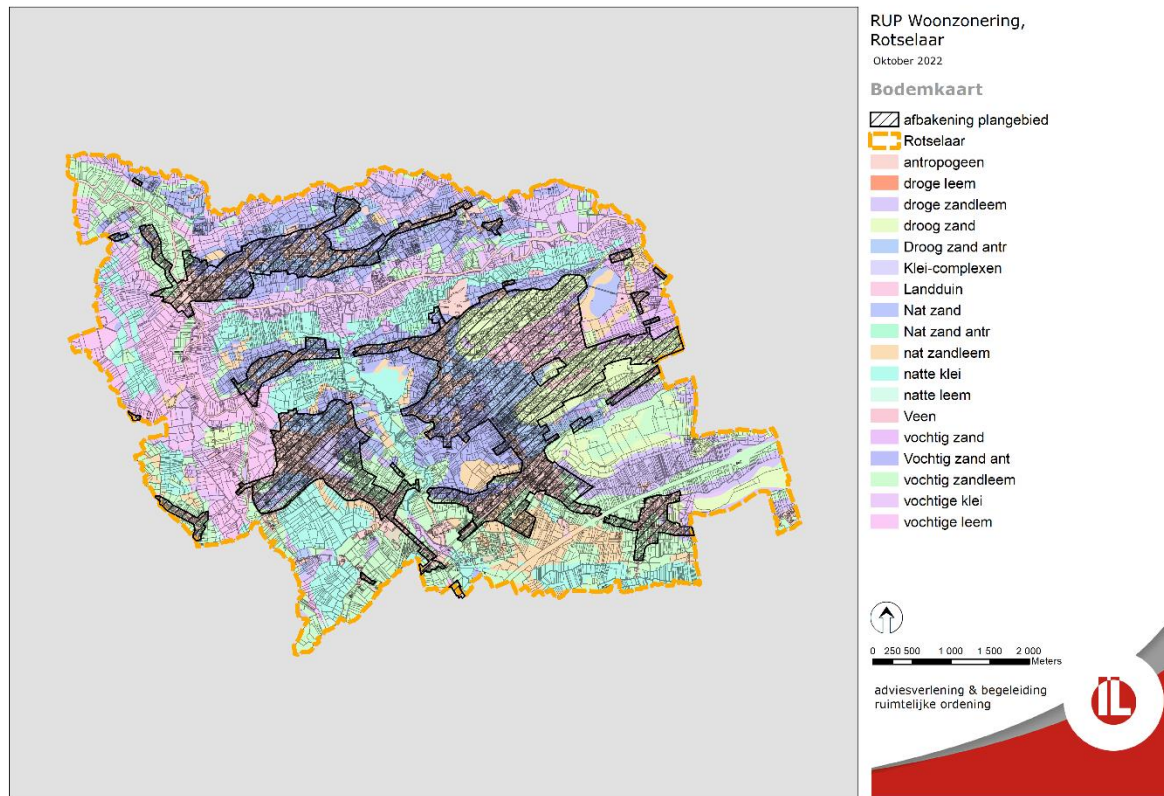 RUP Woonzonering,
Rotselaar
Oktober 2022
Bodemkaart
afbakening plangebied
Rotselaar
antropogeen
droge leem
droge zandleem
droog zand
Droog zand antr
Klei-complexen
Landduin
Nat zand
Nat zand antr
nat zandleem
natte klei
natte leem
Veen
vochtig zand
Vochtig zand ant
vochtig zandleem
vochtige klei
vochtige leem
0 250 500 1 000 1 500 2 000
Meters
adviesverlening & begeleiding
ruimtelijke ordening
IL